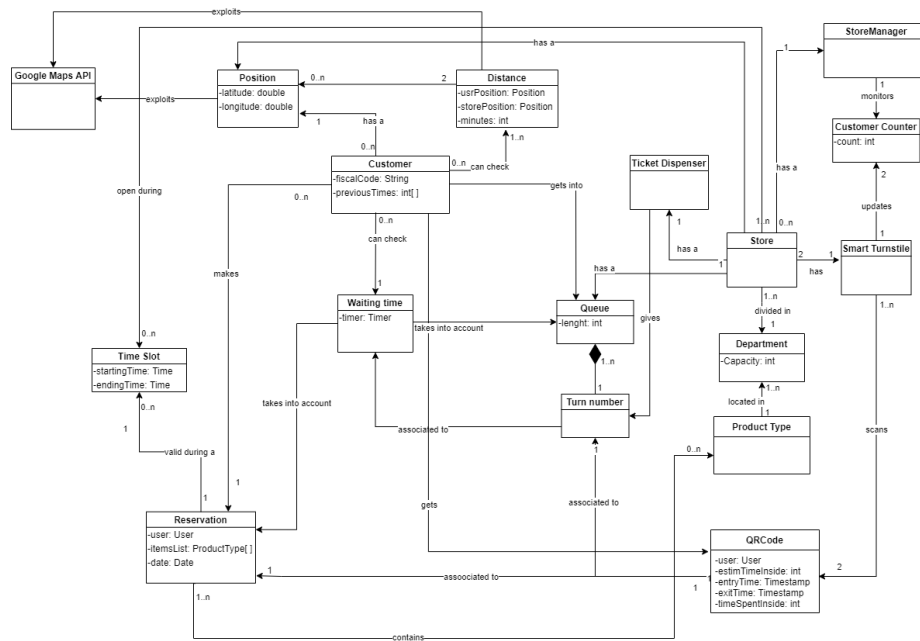 exploits
StoreManager
has a
1
Google Maps API
Position
-latitude: double
-longitude: double
0..n
2
Distance
-usrPosition: Position
-storePosition: Position
-minutes: int
1
monitors
exploits
Customer Counter
-count: int
1
has a
1..n
0..n
Customer
-fiscalCode: String
-previousTimes: int[ ]
0..n
can check
Ticket Dispenser
has a
2
open during
gets into
updates
0..n
0..n
1
1..n
0..n
1
Store
2
1
Smart Turnstile
can check
has a
has
makes
has a
1
1..n
1..n
1
Waiting time
-timer: Timer
takes into account
Queue
-lenght: int
gives
divided in
1
0..n
Department
-Capacity: int
Time Slot
-startingTime: Time
-endingTime: Time
1..n
1..n
1
located in
0..n
takes into account
Turn number
1
Product Type
1
associated to
scans
1
0..n
valid during a
1
1
gets
associated to
Reservation
-user: User
-itemsList: ProductType[ ]
-date: Date
QRCode
-user: User
-estimTimeInside: int
-entryTime: Timestamp
-exitTime: Timestamp
-timeSpentInside: int
2
1
assoociated to
1
1
1..n
contains